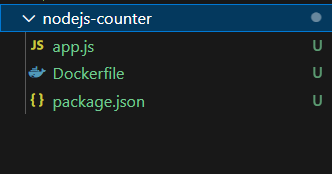 nodejs-counter
JS app.js U
Dockerfile U
{} package.json U